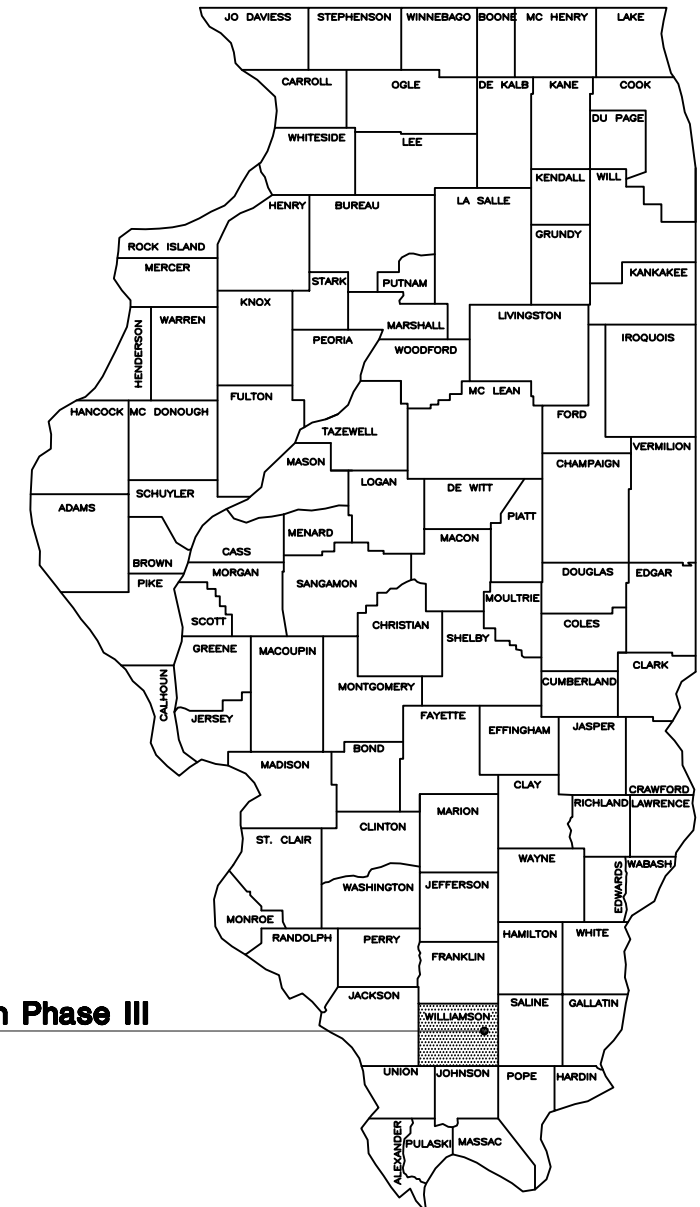 JO DAVIESS STEPHENSON WINNEBAGO BOONE MC HENRY LAKE
CARROLL OGLE DE KALB KANE COOK
DU PAGE
WHITESIDE LEE
KENDALL WILL
HENRY BUREAU LA SALLE
GRUNDY
ROCK ISLAND
MERCER STARK PUTNAM KANKAKEE
KNOX
HENDERSON WARREN PEORIA MARSHALL LIVINGSTON
WOODFORD IROQUOIS
HANCOCK MC DONOUGH FULTON MC LEAN FORD
TAZEWELL VERMILION
MASON CHAMPAIGN
ADAMS SCHUYLER LOGAN DE WITT
PIATT
MENARD MACON
BROWN CASS
PIKE MORGAN SANGAMON DOUGLAS EDGAR
MOULTRIE
SCOTT CHRISTIAN COLES
SHELBY
GREENE MACOUPIN CLARK
CALHOUN MONTGOMERY CUMBERLAND
JERSEY FAYETTE
EFFINGHAM JASPER
MADISON BOND
CLAY CRAWFORD
RICHLAND LAWRENCE
MARION
ST. CLAIR CLINTON
WAYNE WABASH
WASHINGTON JEFFERSON EDWARDS
MONROE
RANDOLPH PERRY HAMILTON WHITE
FRANKLIN
JACKSON SALINE GALLATIN
n Phase III WILLIAMSON
UNION JOHNSON POPE HARDIN
ALEXANDER PULASKI MASSAC